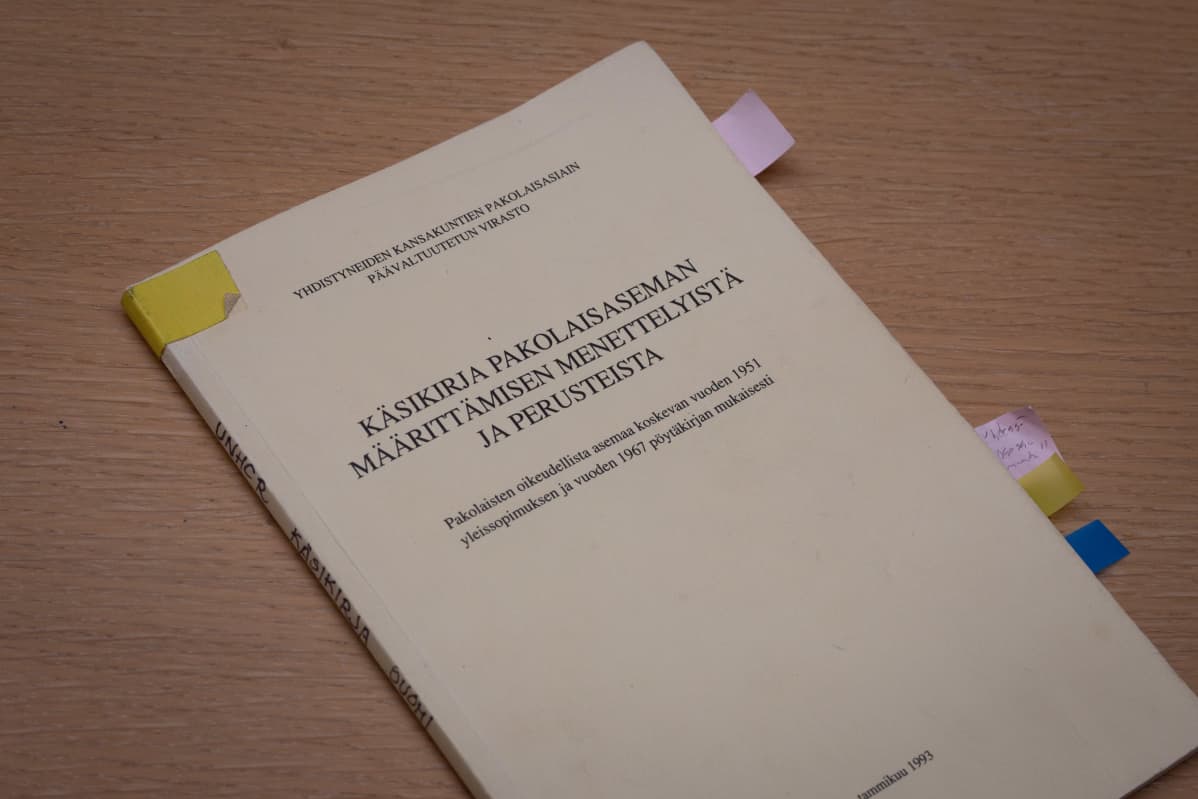 YHDISTYNEIDEN KANSAKUNTIEN PAKOLAISASIAIN
PÄÄVALTUUTETUN VIRASTO
KÄSIKIRJA PAKOLAISASEMAN
MÄÄRITTÄMISEN MENETTELYISTÄ
JA PERUSTEISTA
Pakolaisten oikeudellista asemaa koskevan vuoden 1951
yleissopimuksen ja vuoden 1967 pöytäkirjan mukaisesti
tammikuu 1993
UNHCR KÄSIKIRJA SUOMI